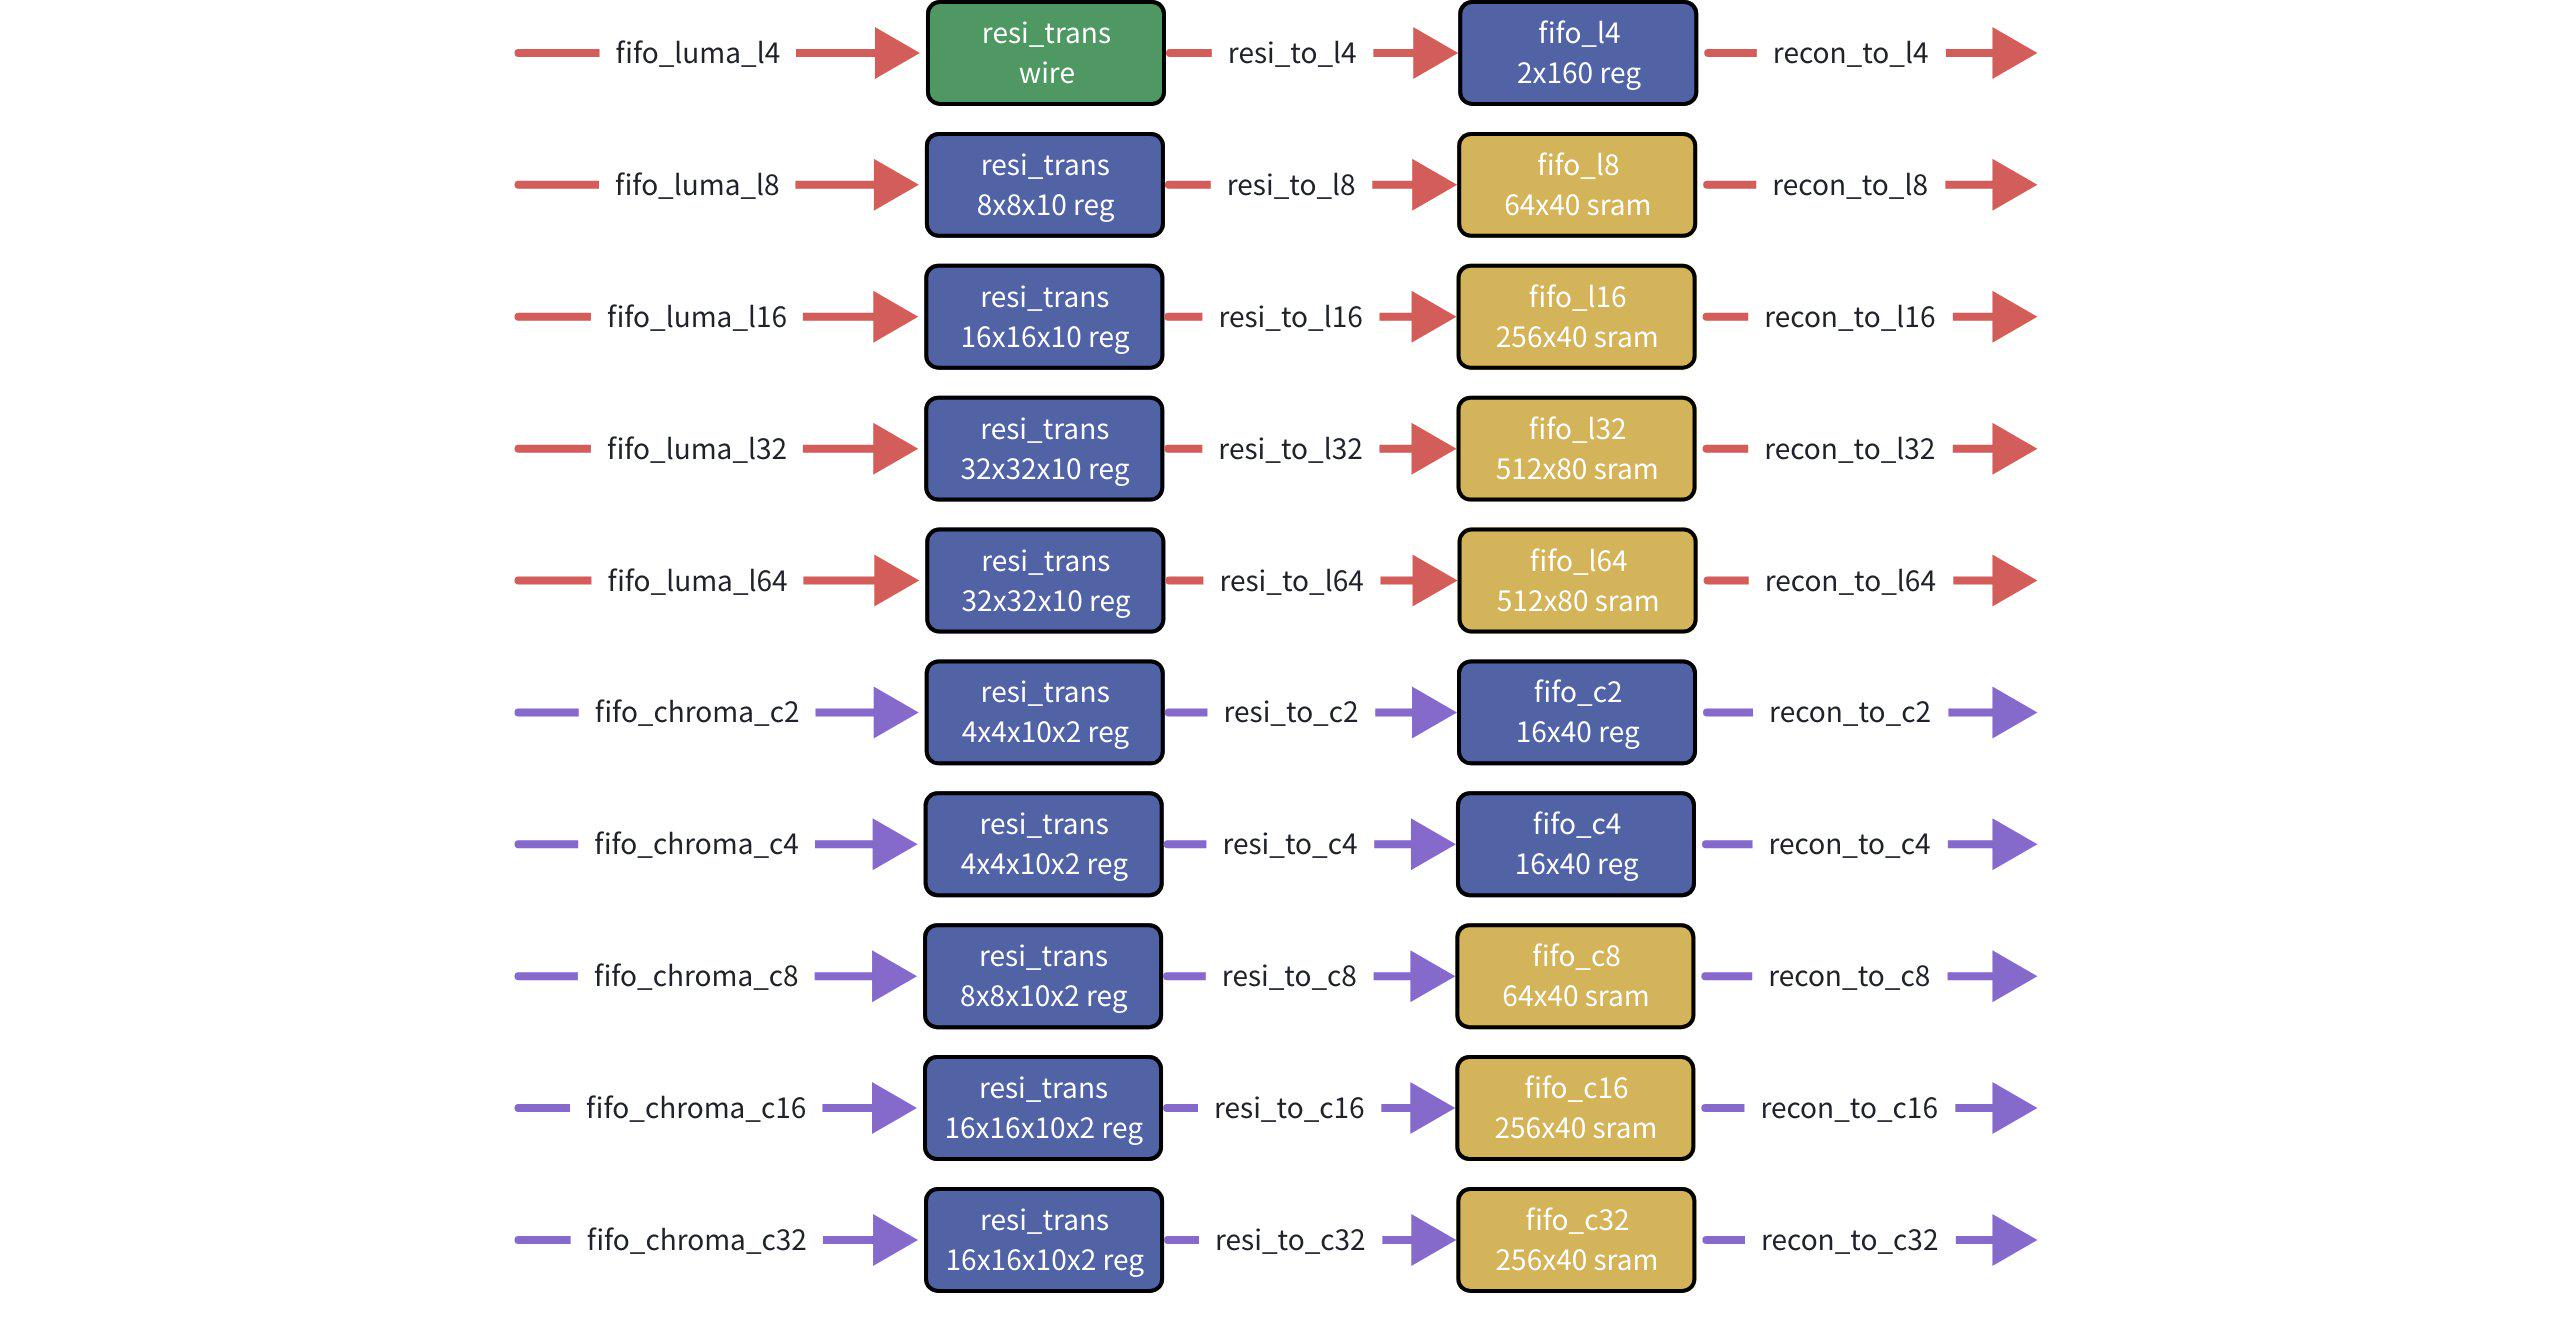 fifo_luma_l4
resi_trans
wire
resi_to_l4
fifo_l4
2x160 reg
recon_to_l4
fifo_luma_l8
resi_trans
8x8x10 reg
resi_to_l8
fifo_l8
64x40 sram
recon_to_l8
fifo_luma_l16
resi_trans
16x16x10 reg
resi_to_l16
fifo_l16
256x40 sram
recon_to_l16
fifo_luma_l32
resi_trans
32x32x10 reg
resi_to_l32
fifo_l32
512x80 sram
recon_to_l32
fifo_luma_l64
resi_trans
32x32x10 reg
resi_to_l64
fifo_l64
512x80 sram
recon_to_l64
fifo_chroma_c2
resi_trans
4x4x10x2 reg
resi_to_c2
fifo_c2
16x40 reg
recon_to_c2
fifo_chroma_c4
resi_trans
4x4x10x2 reg
resi_to_c4
fifo_c4
16x40 reg
recon_to_c4
fifo_chroma_c8
resi_trans
8x8x10x2 reg
resi_to_c8
fifo_c8
64x40 sram
recon_to_c8
fifo_chroma_c16
resi_trans
16x16x10x2 reg
resi_to_c16
fifo_c16
256x40 sram
recon_to_c16
fifo_chroma_c32
resi_trans
16x16x10x2 reg
resi_to_c32
fifo_c32
256x40 sram
recon_to_c32